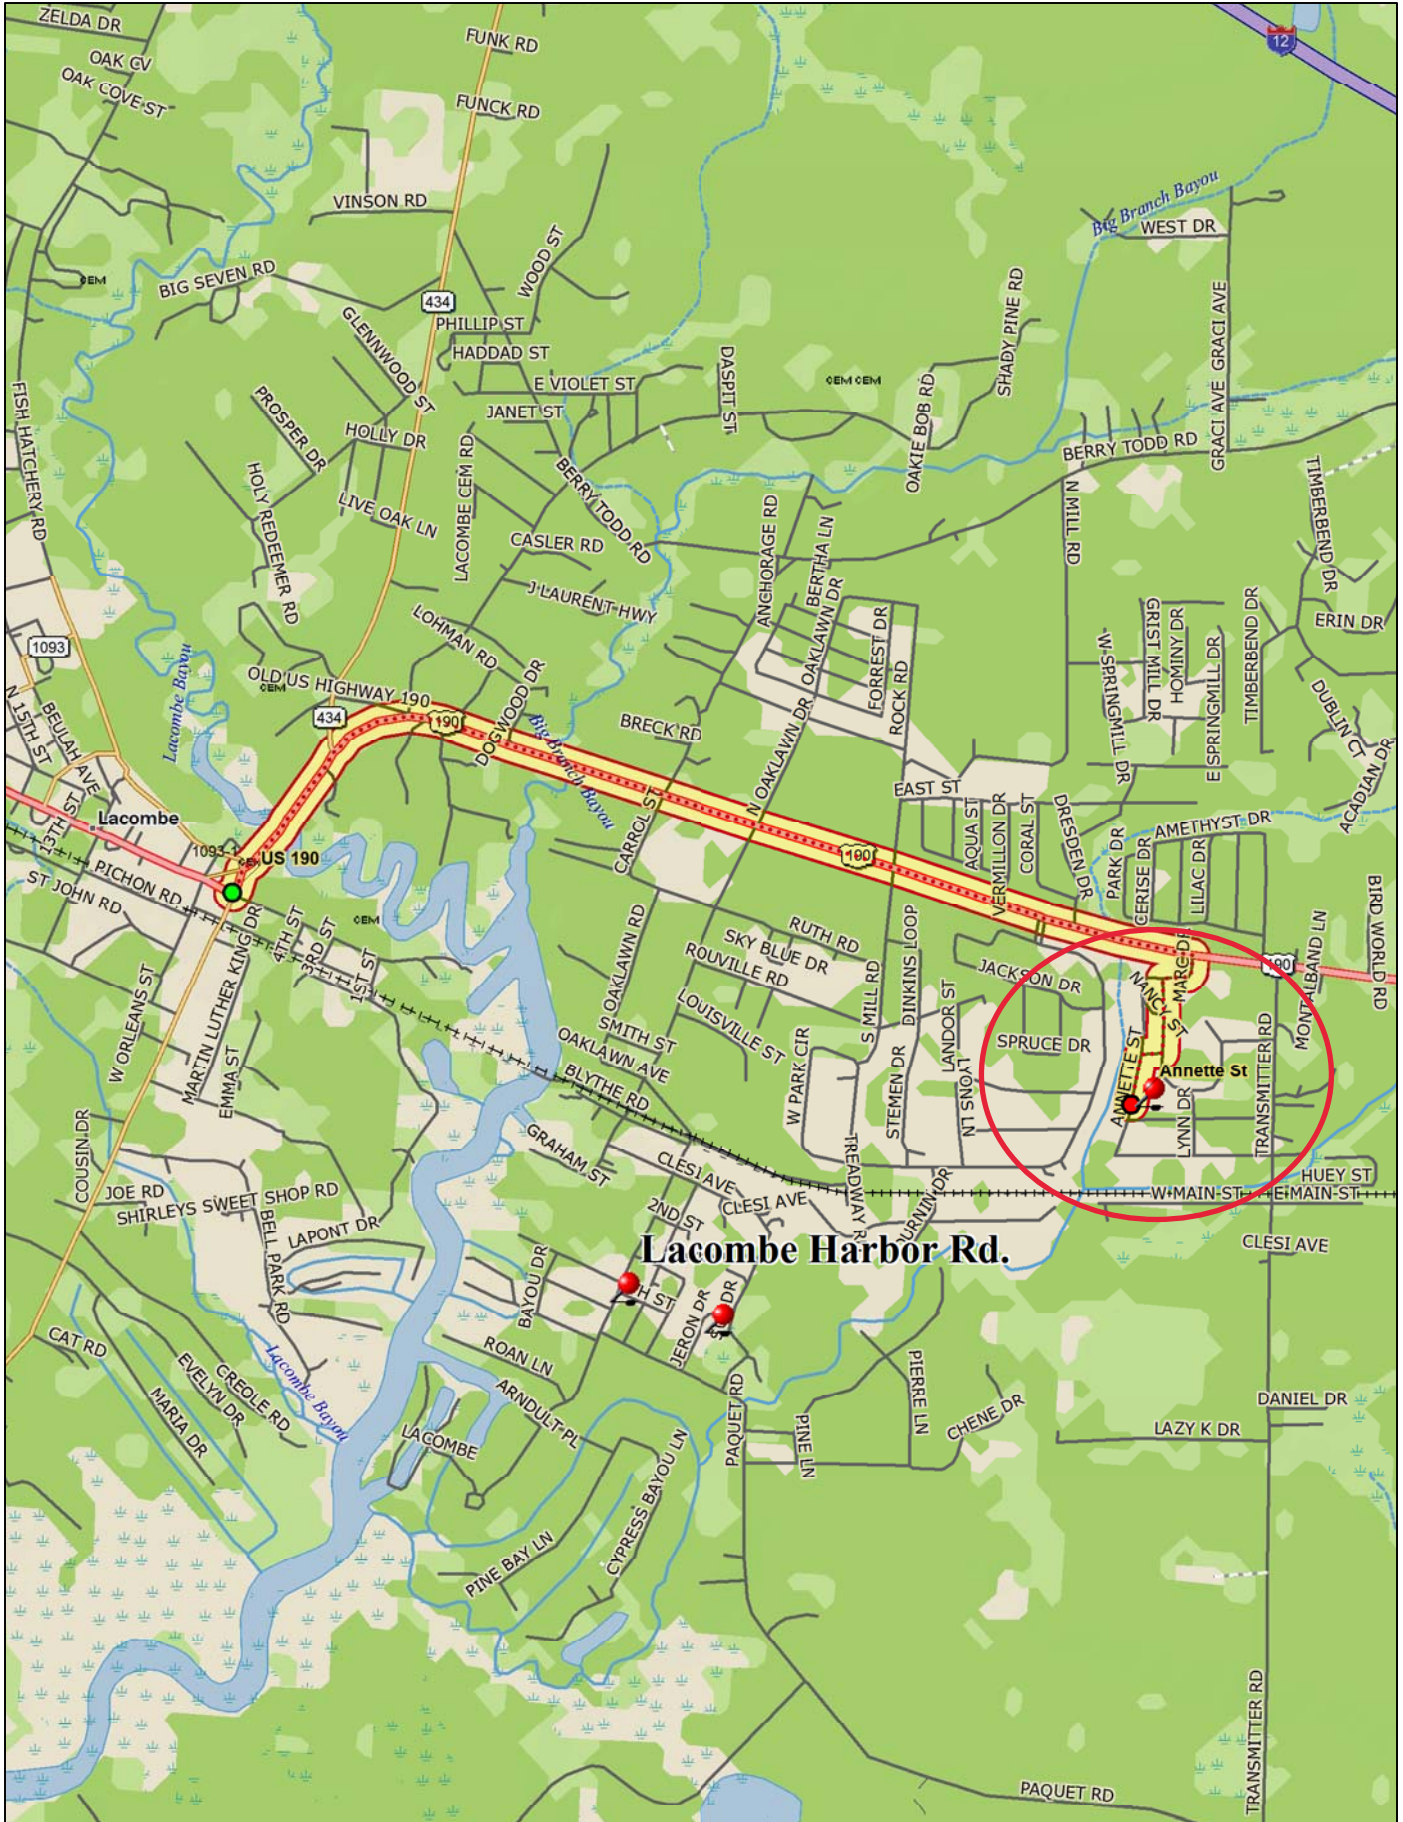 ZELDA DR
FUNK RD
12
OAK CV
OAK COVE ST
FUNCK RD
VINSON RD
Big Branch Bayou
WEST DR
WOOD ST
CEM
BIG SEVEN RD
434
SHADY PINE RD
GRACI AVE GRACI AVE
GLENNWOOD ST
PHILLIP ST
HADDAD ST
DASPIT ST
CEM CEM
E VIOLET ST
OAKIE BOB RD
FISH HATCHERY RD
PROSPER DR
JANET ST
HOLLY DR
BERRY TODD RD
LACOMBE CEM RD
BERRY TODD RD
HOLY REDEEMER RD
LIVE OAK LN
TIMBERBEND DR
N MILL RD
ANCHORAGE RD
BERTHA LN
CASLER RD
J LAURENT HWY
OAKLAWN DR
FORREST DR
ROCK RD
LOHMAN RD
W SPRINGMILL DR
GRIST MILL DR
HOMINY DR
E SPRINGMILL DR
TIMBERBEND DR
ERIN DR
1093
Lacombe Bayou
OLD US HIGHWAY 190
CEM
434
190
DOGWOOD DR
Big Branch Bayou
BRECK RD
DUBLIN CT
N 15TH ST
BEULAH AVE
N OAKLAWN DR
ACADIAN DR
EAST ST
13TH ST
Lacombe
CARROL ST
AQUA ST
VERMILLON DR
CORAL ST
DRESDEN DR
PARK DR
AMETHYST DR
1093-1
CEM
US 190
190
CERISE DR
LILAC DR
PICHON RD
ST JOHN RD
CEM
MARTIN LUTHER KING DR
4TH ST
3RD ST
1ST ST
OAKLAWN RD
RUTH RD
SKY BLUE DR
ROUVILLE RD
DINKINS LOOP
S MILL RD
JACKSON DR
MARC DR
190
MONTALBAND LN
BIRD WORLD RD
W ORLEANS ST
LOUISVILLE ST
LANDOR ST
NANCY ST
SMITH ST
OAKLAWN AVE
W PARK CIR
SPRUCE DR
TRANSMITTER RD
EMMA ST
BLYTHE RD
STEMEN DR
LYONS LN
ANNETTE ST
Annette St
LYNN DR
COUSIN DR
GRAHAM ST
CLESI AVE
JOE RD
SHIRLEYS SWEET SHOP RD
HUEY ST
W MAIN ST
E MAIN ST
BELL PARK RD
LAPONT DR
2ND ST
CLESI AVE
CLESI AVE
Lacombe Harbor Rd.
BAYOU DR
H ST
JERON DR
CAT RD
Lacombe Bayou
ROAN LN
PIERRE LN
EVELYN DR
CREOLE RD
MARIA DR
ARNDULT PL
PAQUET RD
PINE LN
CHENE DR
DANIEL DR
LAZY K DR
LACOMBE
CYPRESS BAYOU LN
PINE BAY LN
TRANSMITTER RD
PAQUET RD